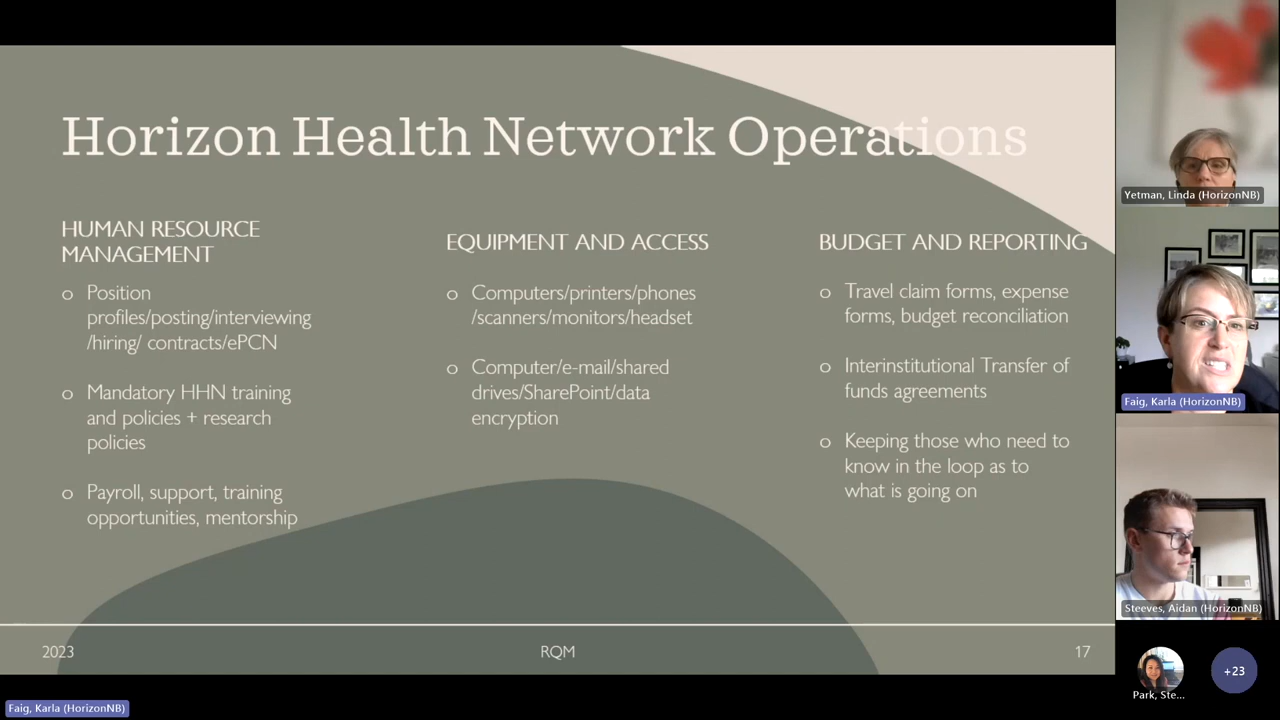 Horizon Health Network Operations
HUMAN RESOURCE
MANAGEMENT
o Position
profiles/posting/interviewing
/hiring/ contracts/ePCN
o Mandatory HHN training
and policies + research
policies
o Payroll, support, training
opportunities, mentorship
EQUIPMENT AND ACCESS
o Computers/printers/phones
/scanners/monitors/headset
o Computer/e-mail/shared
drives/SharePoint/data
encryption
BUDGET AND REPORTING
o Travel claim forms, expense
forms, budget reconciliation
o Interinstitutional Transfer of
funds agreements
o Keeping those who need to
know in the loop as to
what is going on
2023
RQM
17
Yetman, Linda (HorizonNB)
Faig, Karla (HorizonNB)
Steeves, Aidan (HorizonNB)
Park, Ste...
+23
Faig, Karla (HorizonNB)